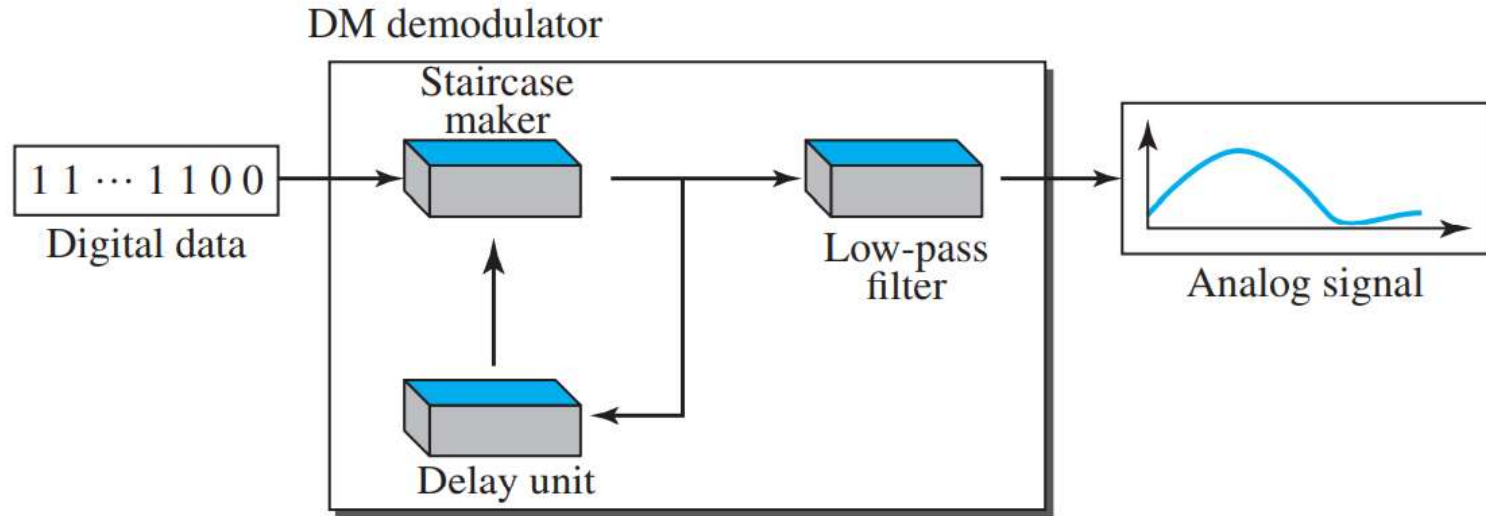 DM demodulator
Staircase
maker
1 1 ··· 1 1 0 0
Digital data
Low-pass
filter
Analog signal
Delay unit